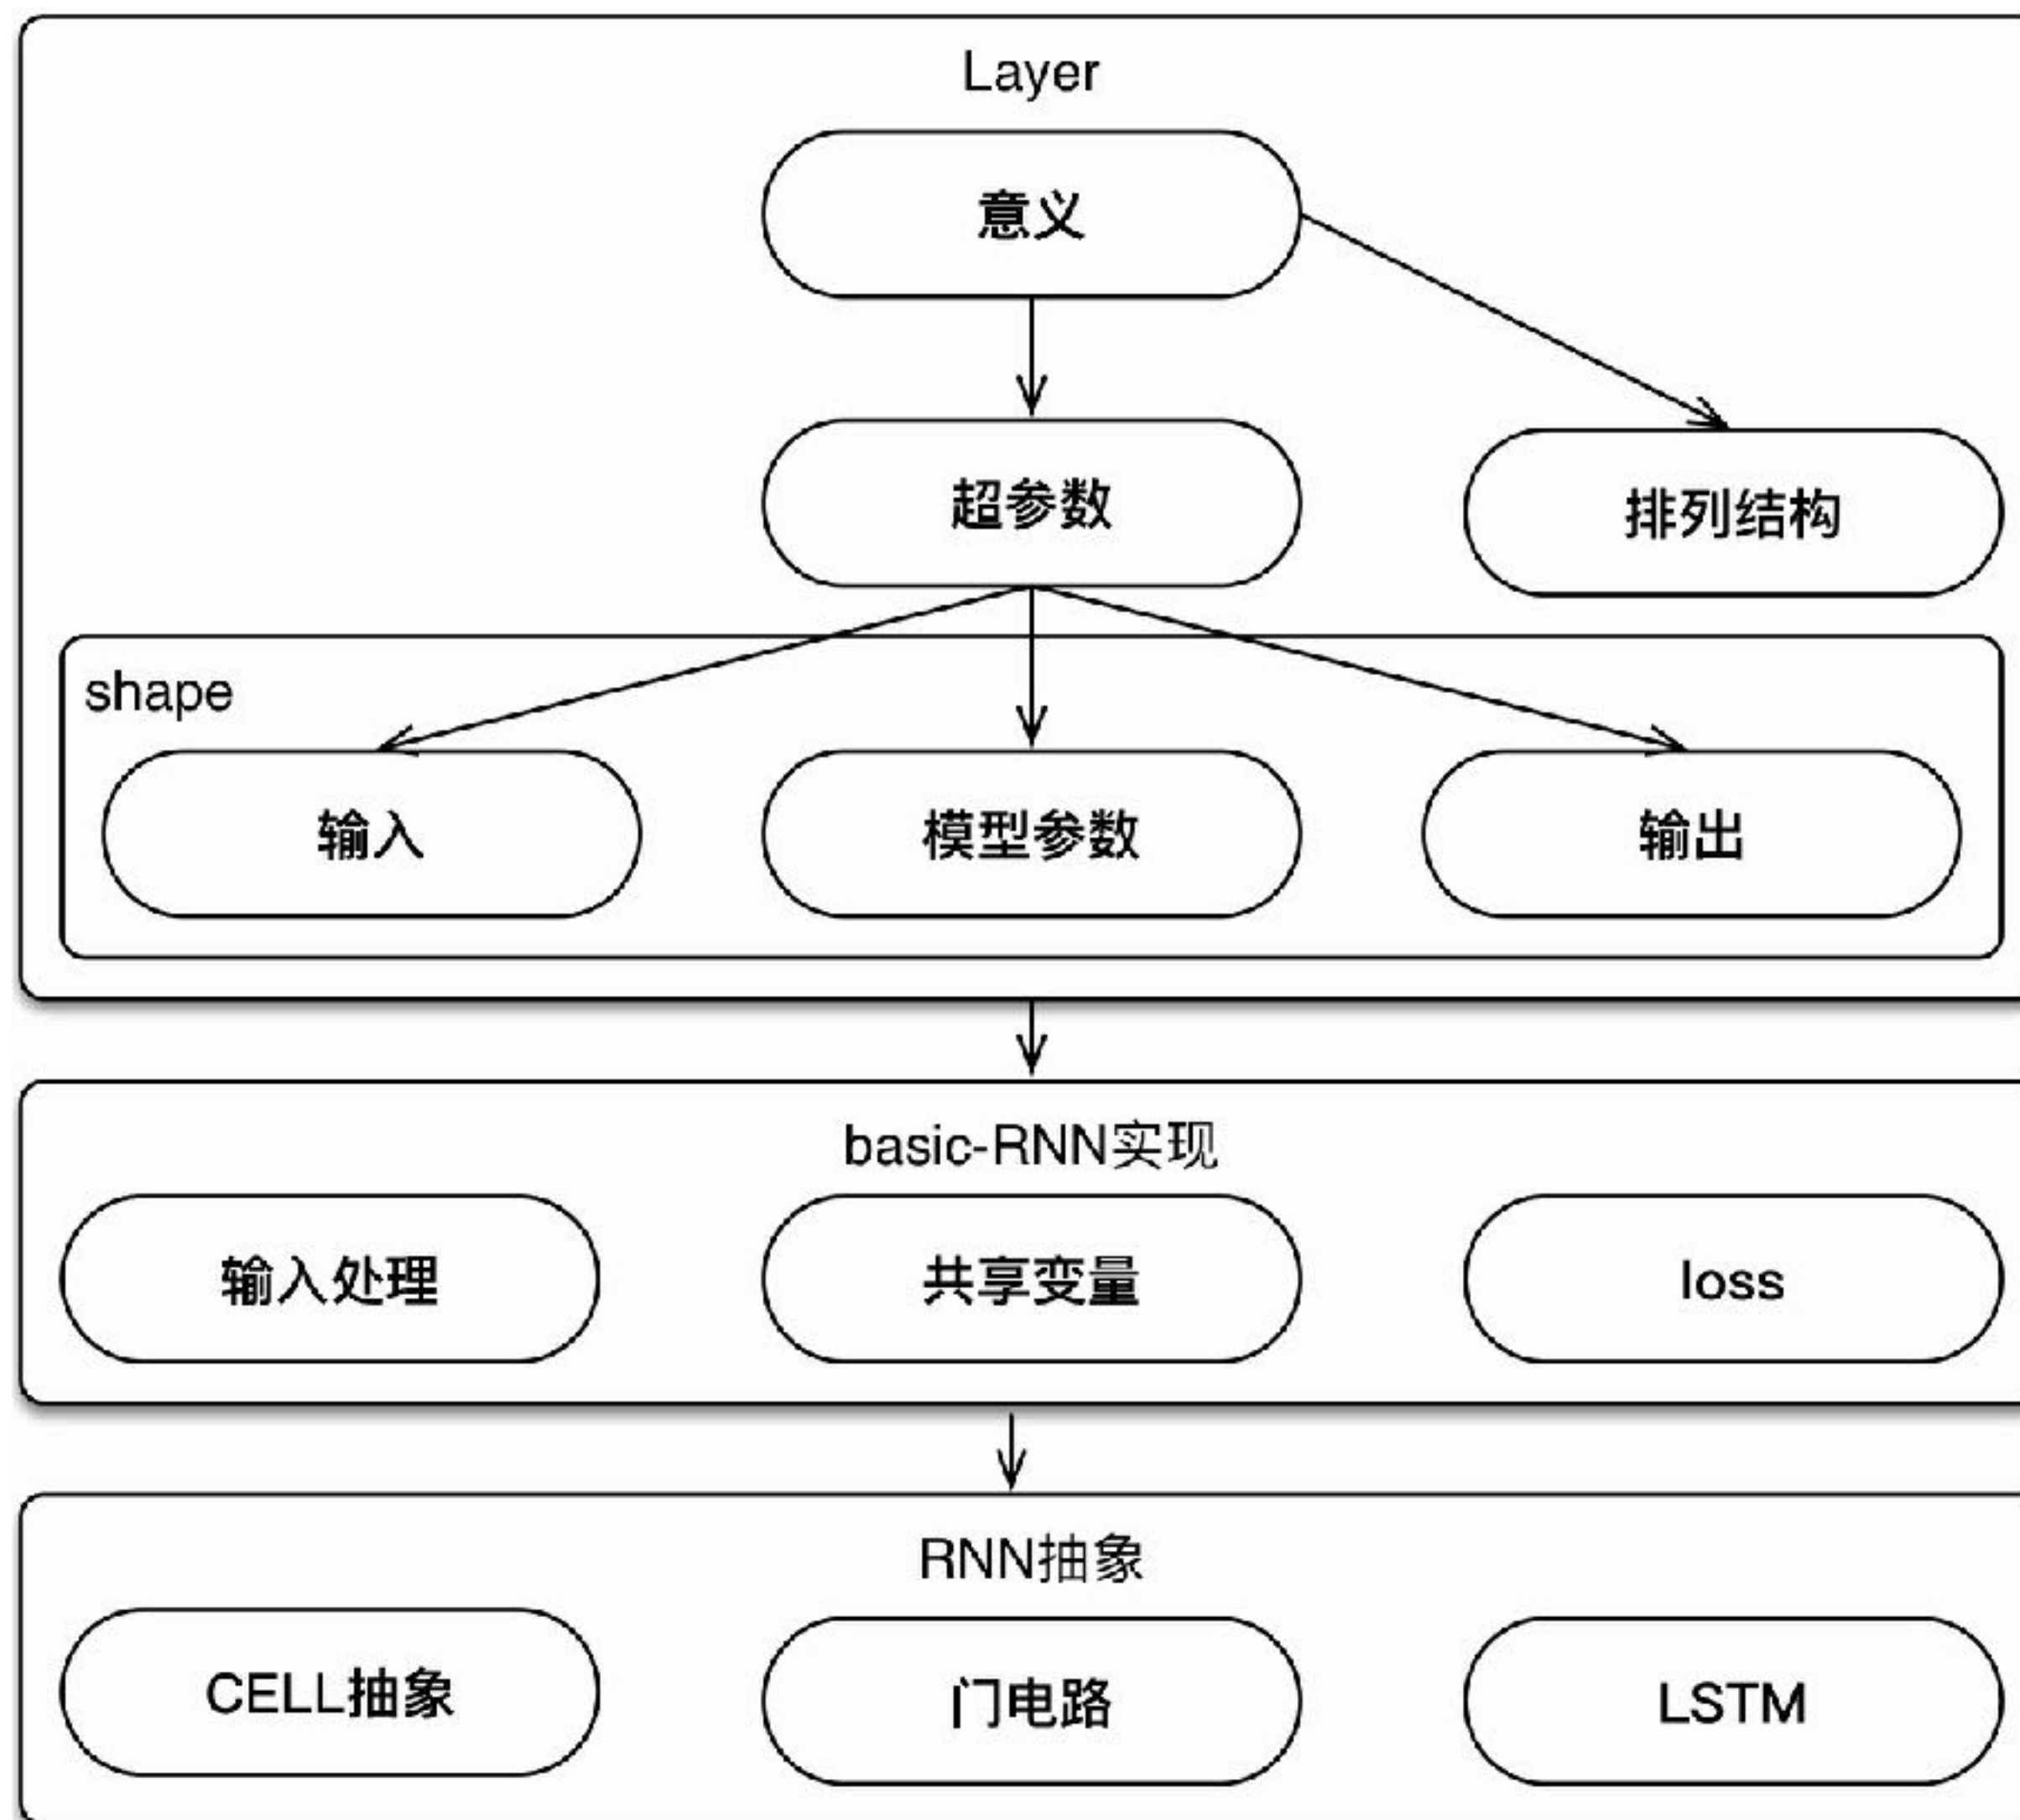 Layer
意义
超参数
排列结构
shape
输入
模型参数
输出
basic-RNN实现
输入处理
共享变量
loss
RNN抽象
CELL抽象
门电路
LSTM